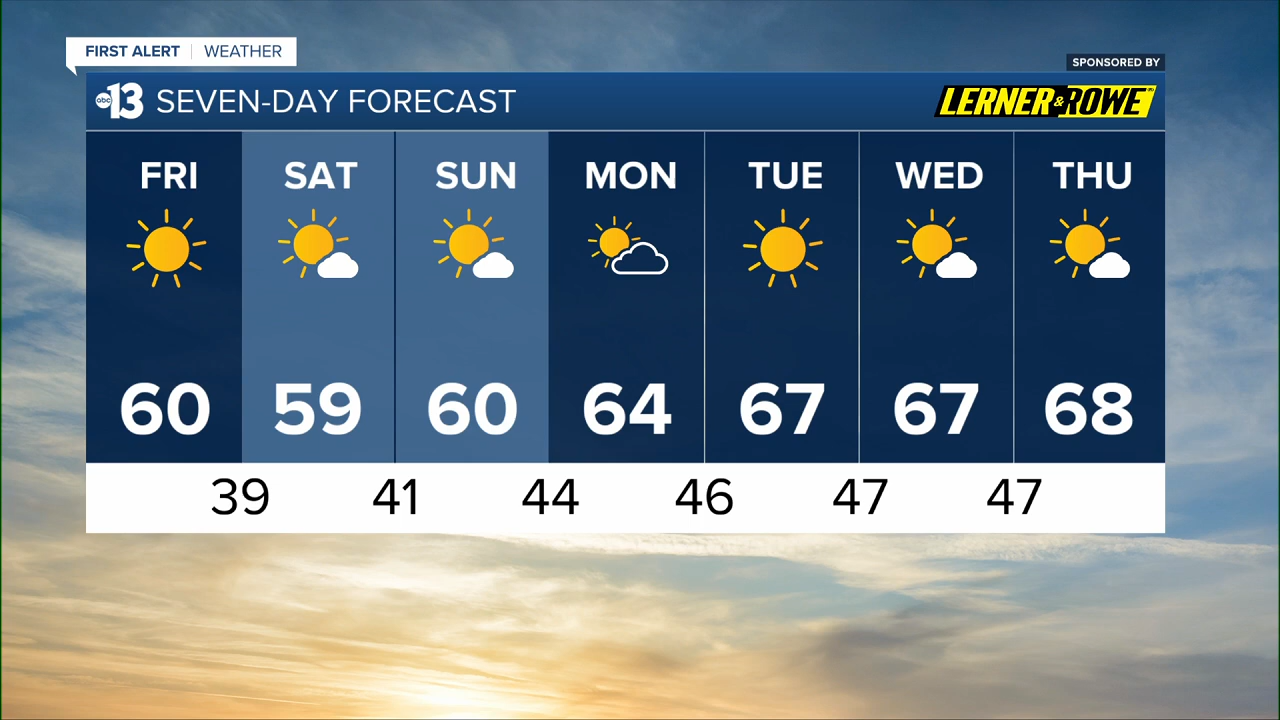 FIRST ALERT | WEATHER
SPONSORED BY
abc 13 SEVEN-DAY FORECAST LERNER & ROWE
FRI SAT SUN MON TUE WED THU
60 59 60 64 67 67 68
39 41 44 46 47 47